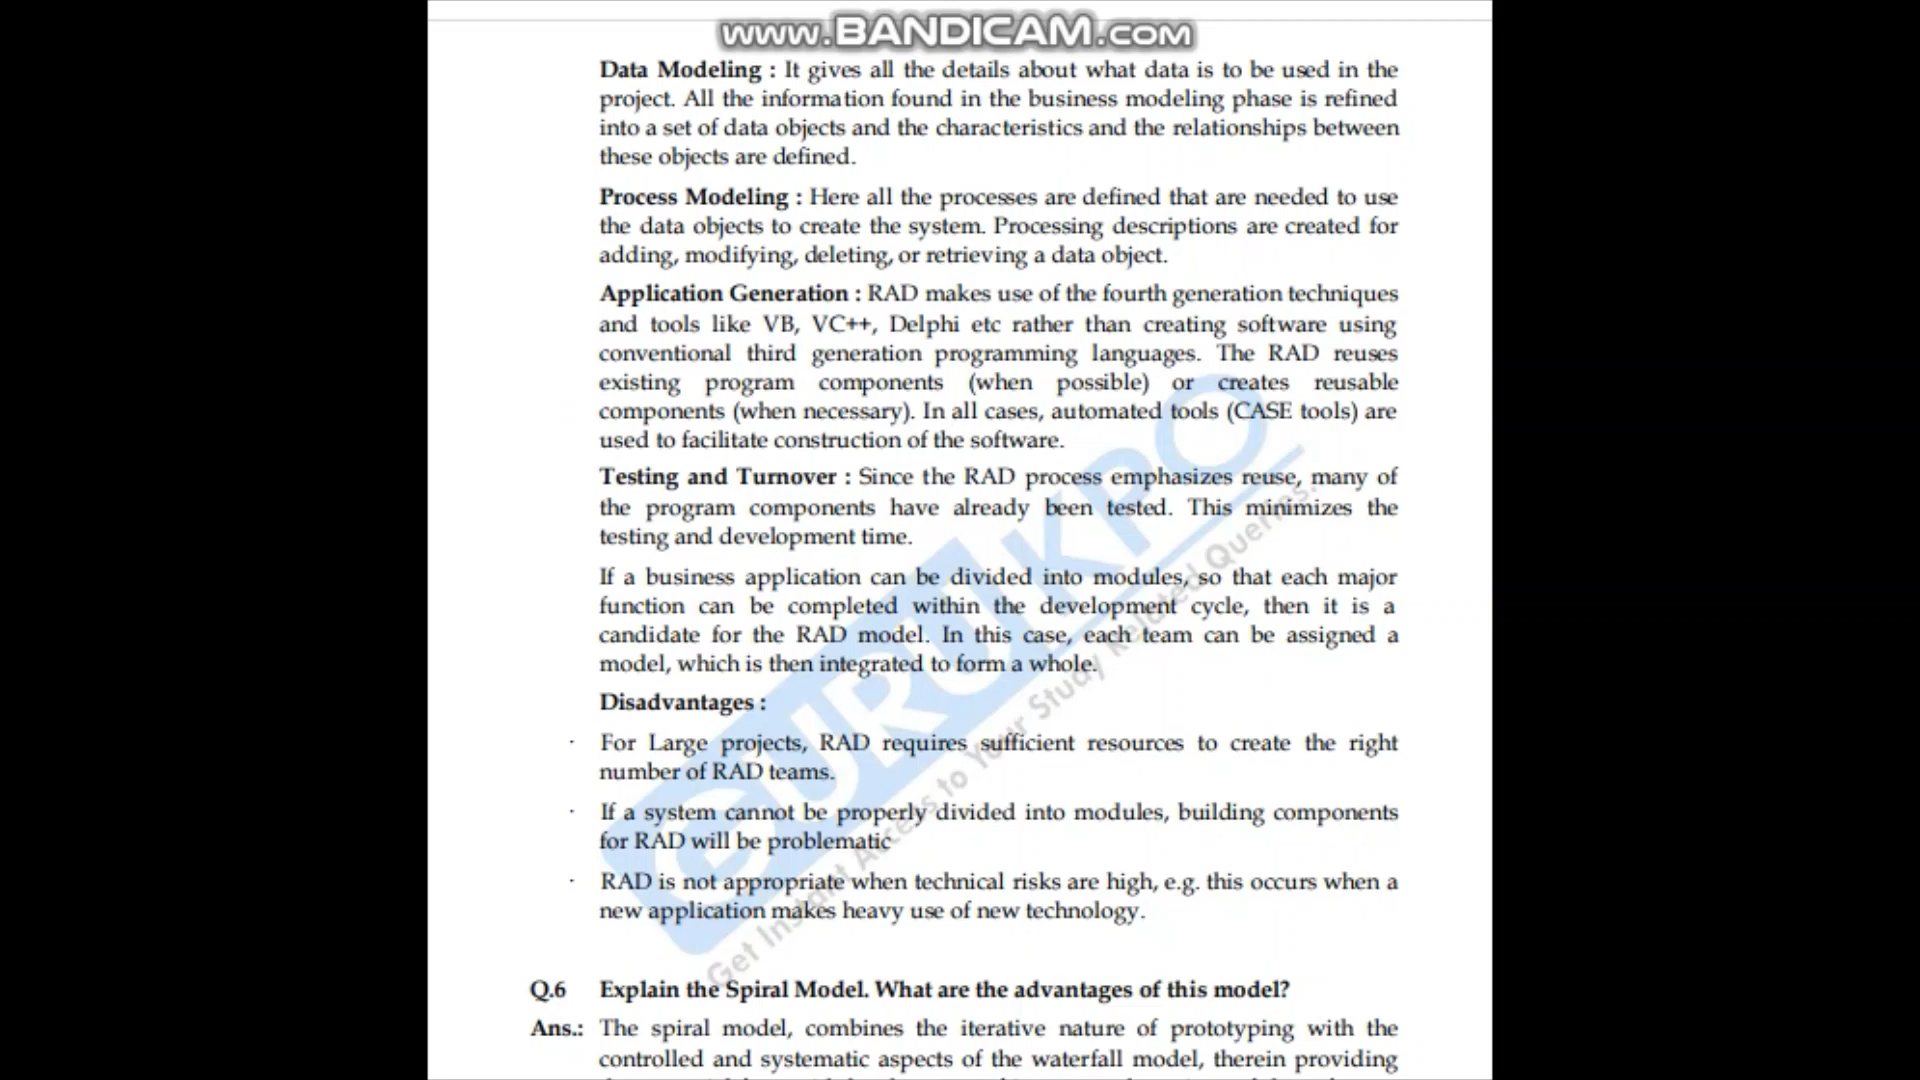 www.BANDICAM.com
Data Modeling : It gives all the details about what data is to be used in the
project. All the information found in the business modeling phase is refined
into a set of data objects and the characteristics and the relationships between
these objects are defined.
Process Modeling : Here all the processes are defined that are needed to use
the data objects to create the system. Processing descriptions are created for
adding, modifying, deleting, or retrieving a data object.
Application Generation : RAD makes use of the fourth generation techniques
and tools like VB, VC++, Delphi etc rather than creating software using
conventional third generation programming languages. The RAD reuses
existing program components (when possible) or creates reusable
components (when necessary). In all cases, automated tools (CASE tools) are
used to facilitate construction of the software.
Testing and Turnover : Since the RAD process emphasizes reuse, many of
the program components have already been tested. This minimizes the
testing and development time.
If a business application can be divided into modules, so that each major
function can be completed within the development cycle, then it is a
candidate for the RAD model. In this case, each team can be assigned a
model, which is then integrated to form a whole.
Disadvantages :
· For Large projects, RAD requires sufficient resources to create the right
number of RAD teams.
· If a system cannot be properly divided into modules, building components
for RAD will be problematic
· RAD is not appropriate when technical risks are high, e.g. this occurs when a
new application makes heavy use of new technology.
GURUKPO
Get Instant Access to Your Study Related Queries.
Q.6 Explain the Spiral Model. What are the advantages of this model?
Ans.: The spiral model, combines the iterative nature of prototyping with the
controlled and systematic aspects of the waterfall model, therein providing